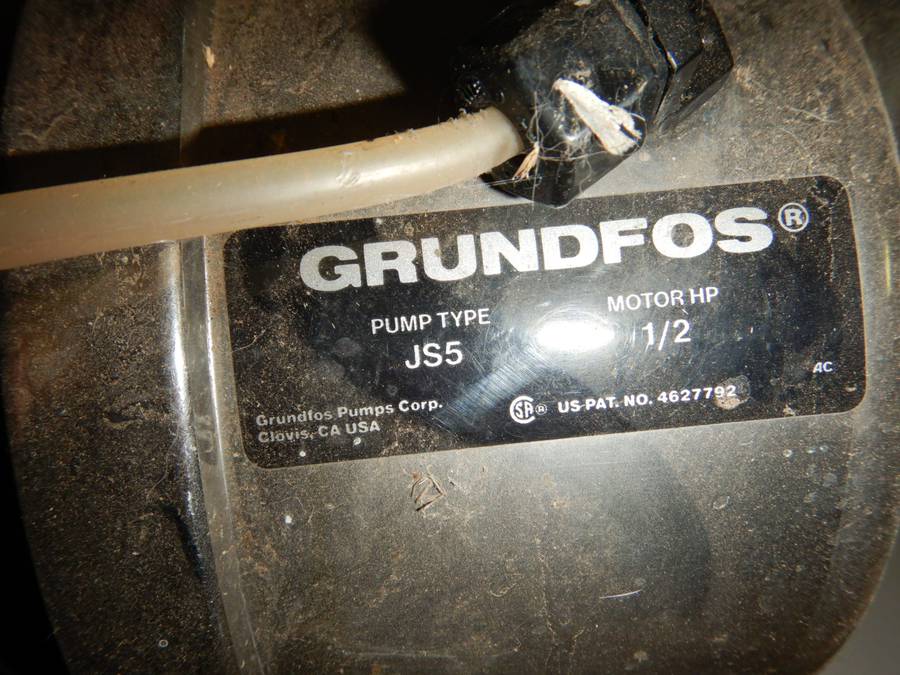 GRUNDFOS®
PUMP TYPE
JS5
MOTOR HP
1/2
AC
Grundfos Pumps Corp.
Clovis, CA USA
SA® US PAT. NO. 4627792